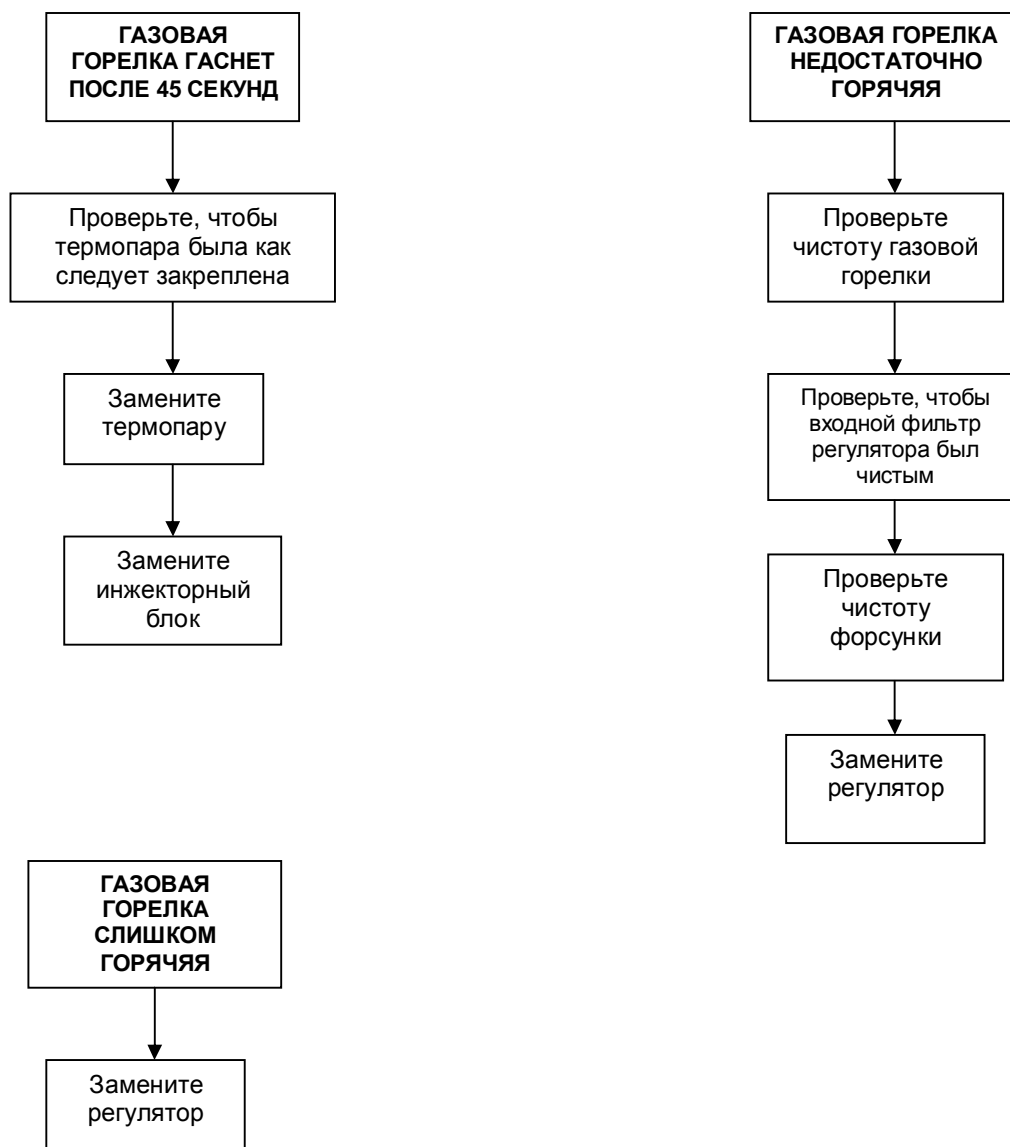 ГАЗОВАЯ
ГОРЕЛКА ГАСНЕТ
ПОСЛЕ 45 СЕКУНД
Проверьте, чтобы
термопара была как
следует закреплена
Замените
термопару
Замените
инжекторный
блок
ГАЗОВАЯ ГОРЕЛКА
НЕДОСТАТОЧНО
ГОРЯЧЯЯ
Проверьте
чистоту газовой
горелки
Проверьте, чтобы
входной фильтр
регулятора был
чистым
Проверьте
чистоту
форсунки
Замените
регулятор
ГАЗОВАЯ
ГОРЕЛКА
СЛИШКОМ
ГОРЯЧЯЯ
Замените
регулятор